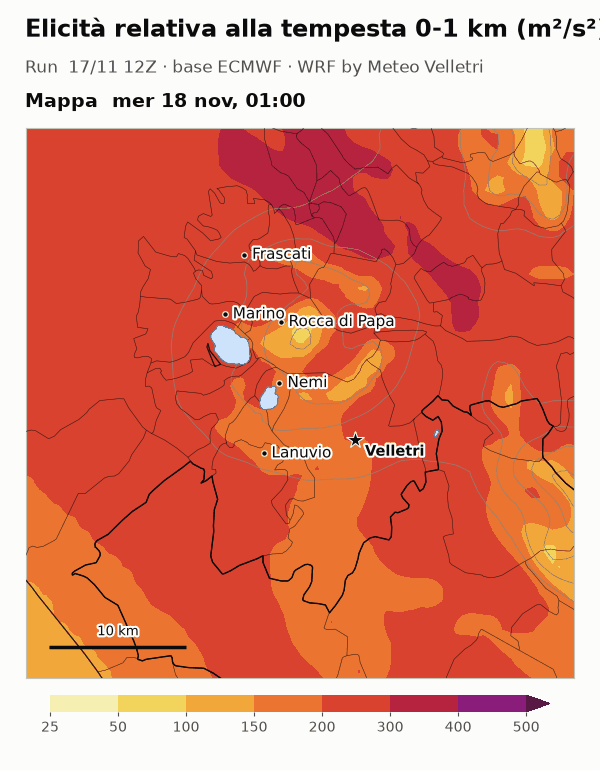 Elicità relativa alla tempesta 0-1 km (m²/s²)
Run  17/11 12Z · base ECMWF · WRF by Meteo Velletri
Mappa  mer 18 nov, 01:00
Frascati
Marino
Rocca di Papa
Nemi
Velletri
Lanuvio
10 km
25 50 100 150 200 300 400 500